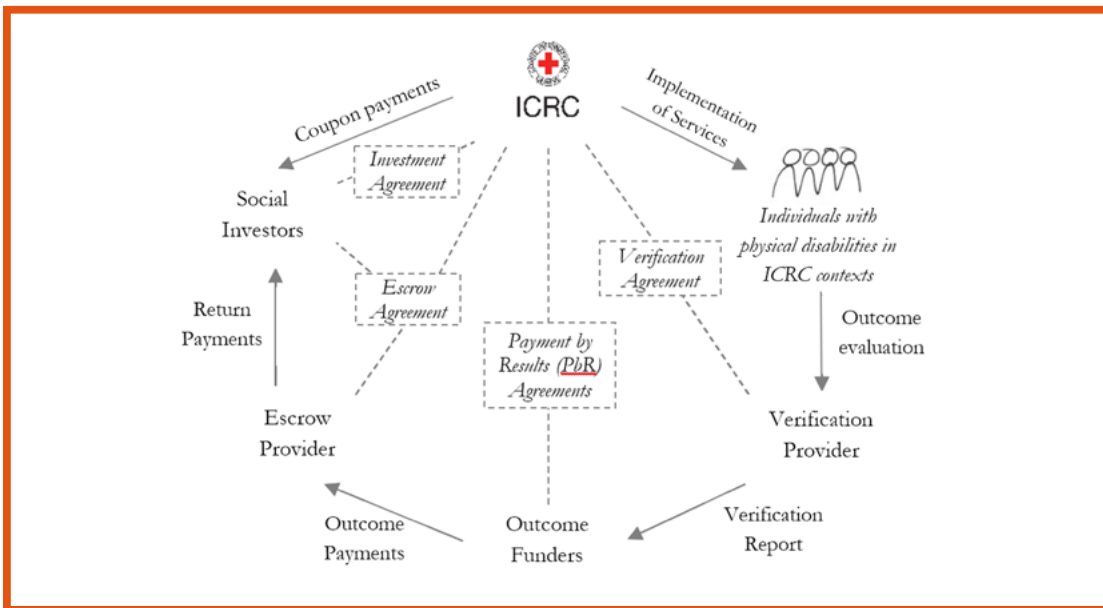 ICRC
Coupon payments
Implementation
of Services
Investment
Agreement
Social
Investors
Individuals with
physical disabilities in
ICRC contexts
Verification
Agreement
Escrow
Agreement
Return
Payments
Payment by
Results (PbR)
Agreements
Outcome
evaluation
Escrow
Provider
Verification
Provider
Outcome
Payments
Outcome
Funders
Verification
Report